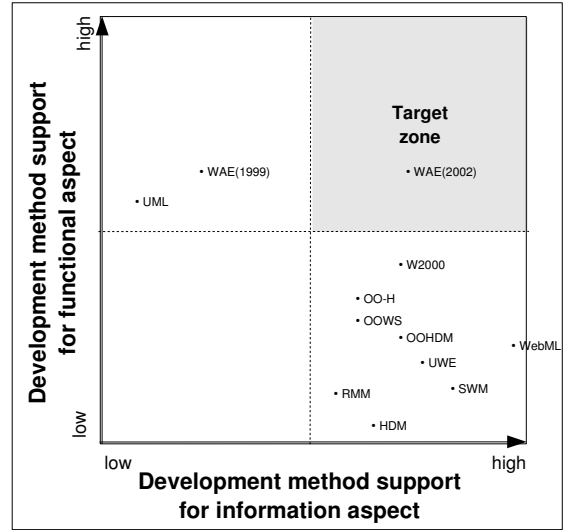 high
Target
zone
WAE(1999)
WAE(2002)
UML
W2000
OO-H
OOWS
OOHDM
WebML
UWE
RMM
SWM
HDM
low
Development method support
for functional aspect
low
high
Development method support
for information aspect